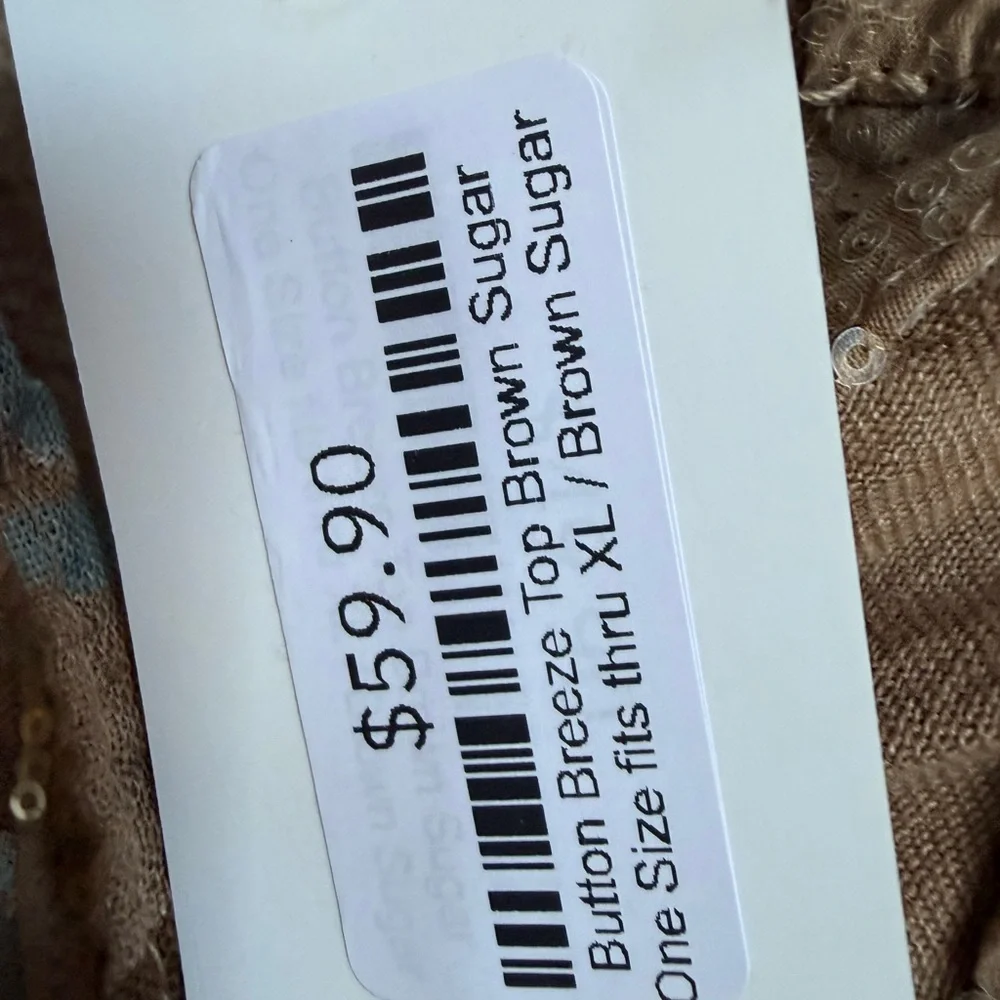 $59.90
Button Breeze Top Brown Sugar
One Size fits thru XL / Brown Sugar